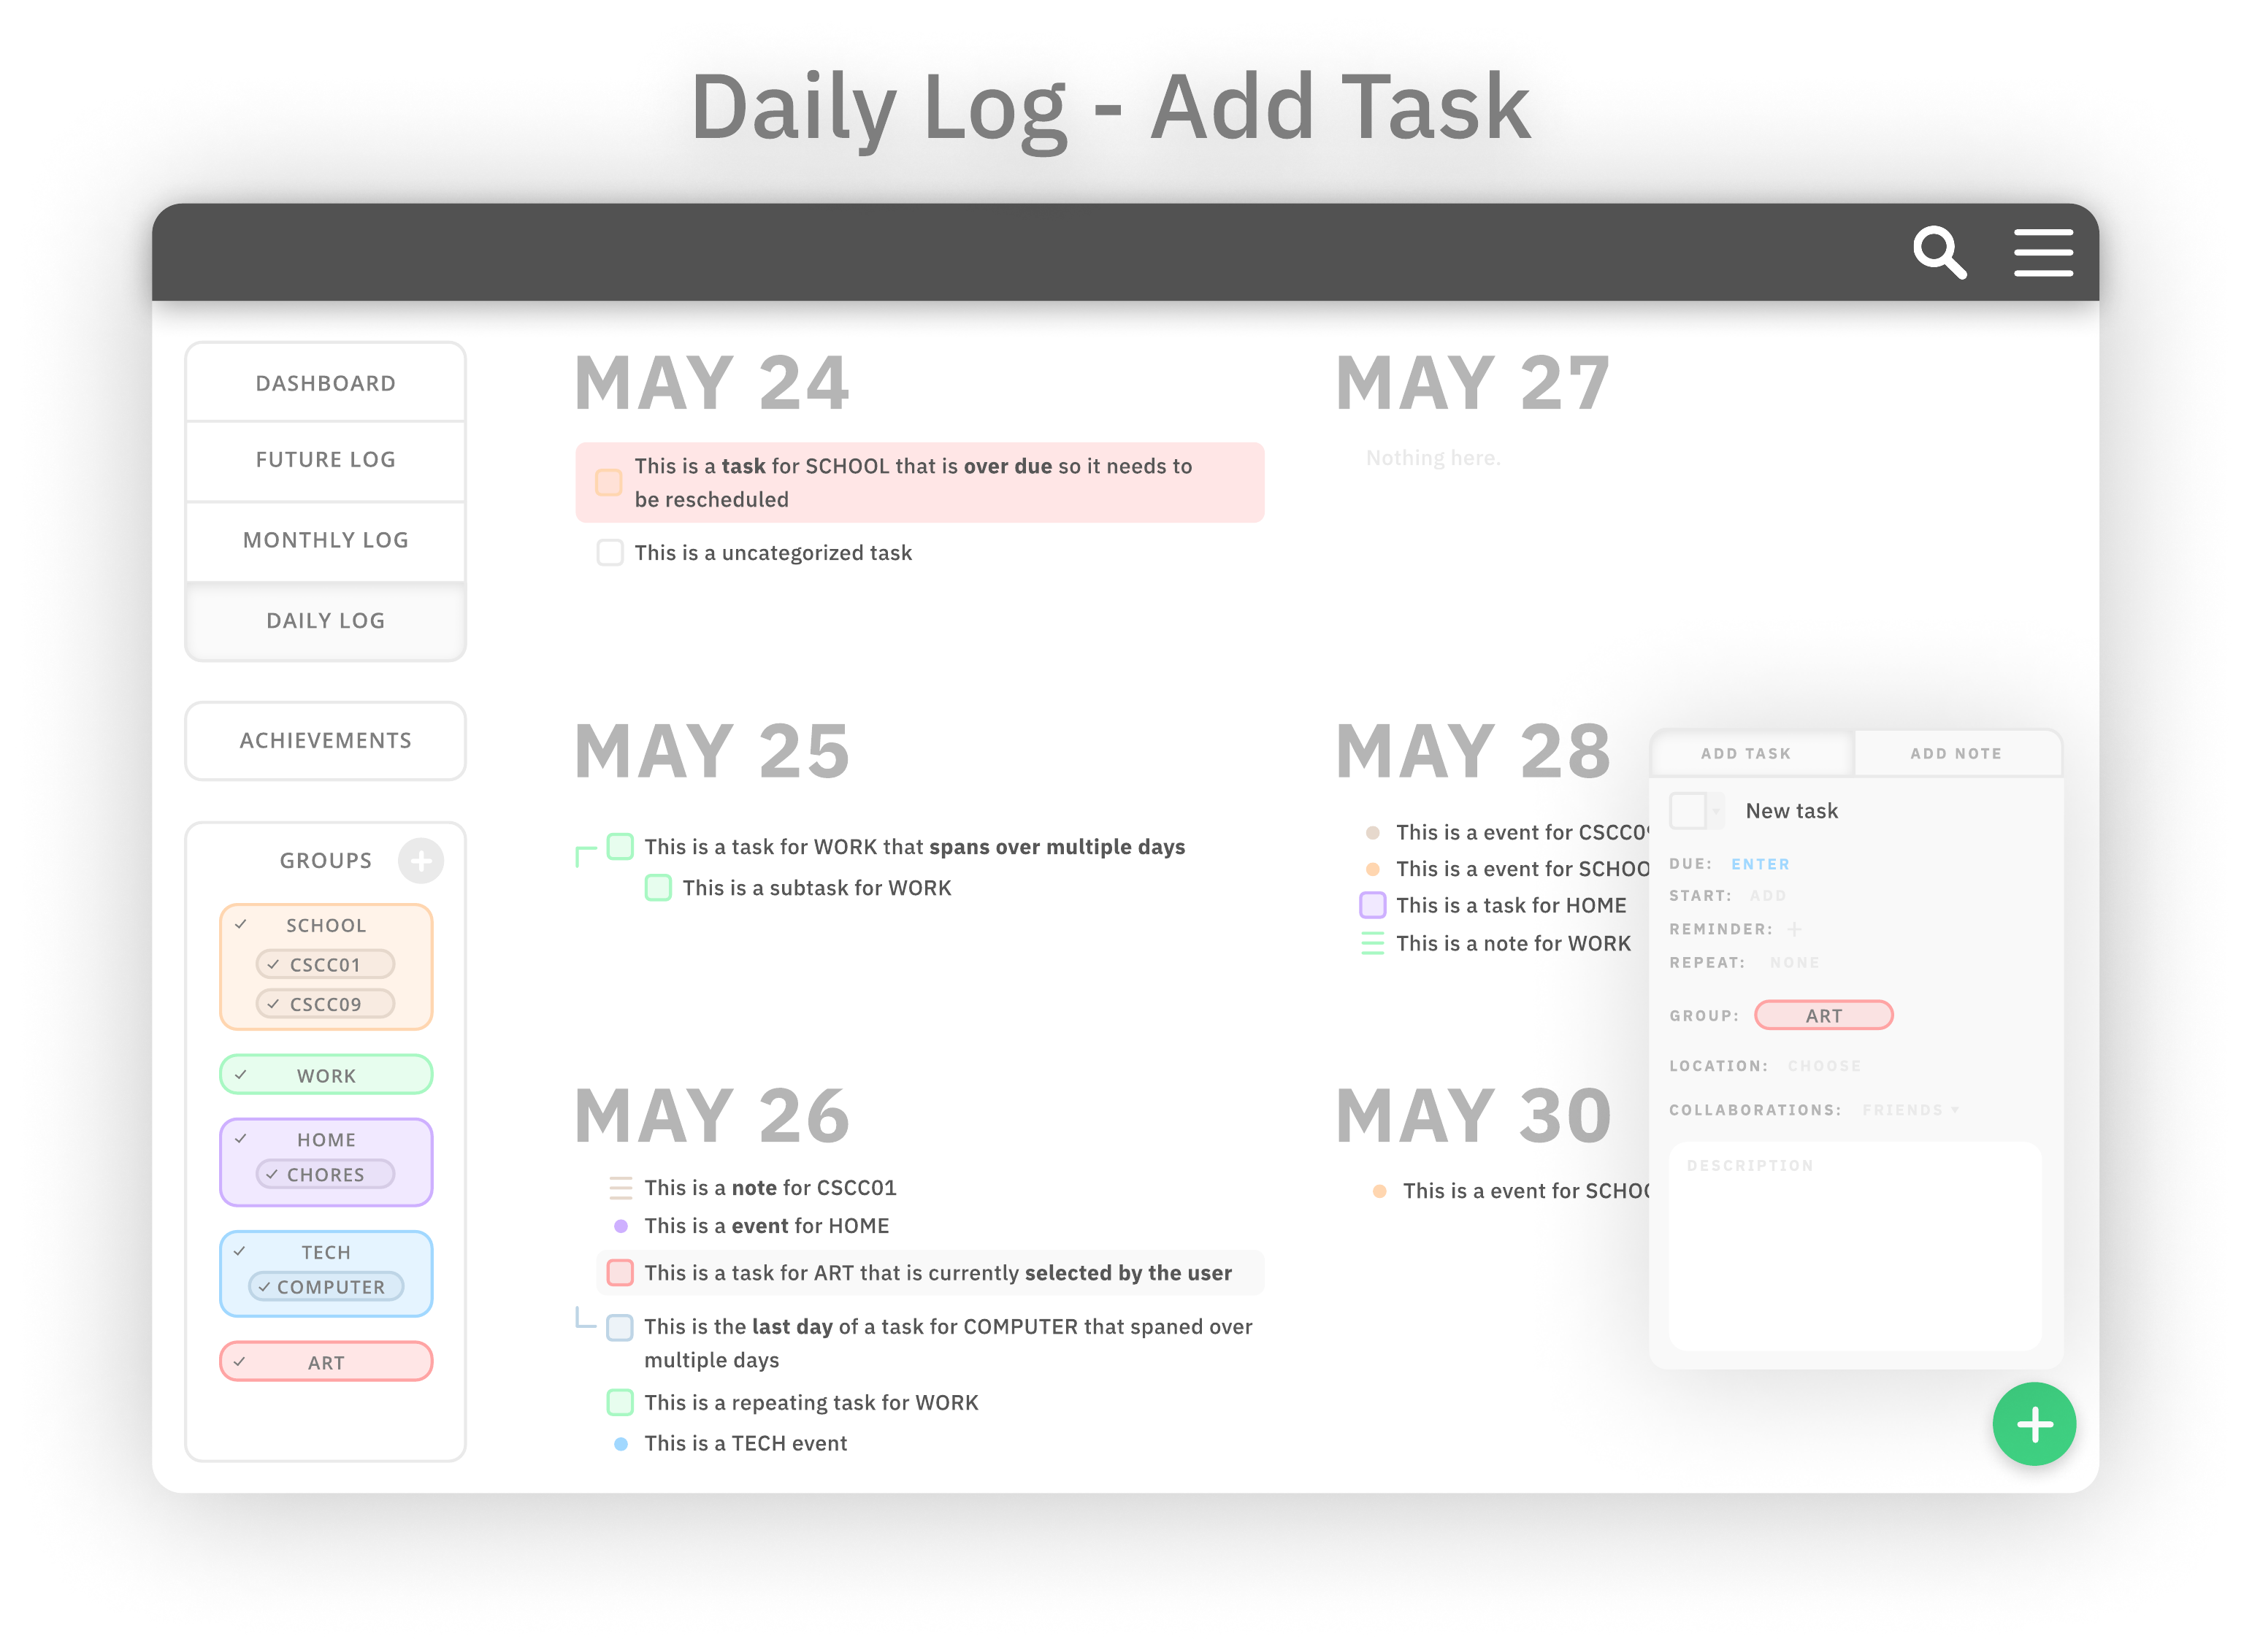 Daily Log - Add Task
DASHBOARD
FUTURE LOG
MONTHLY LOG
DAILY LOG
ACHIEVEMENTS
GROUPS
SCHOOL
CSCC01
CSCC09
WORK
HOME
CHORES
TECH
COMPUTER
ART
MAY 24
This is a task for SCHOOL that is over due so it needs to
be rescheduled
This is a uncategorized task
MAY 25
This is a task for WORK that spans over multiple days
This is a subtask for WORK
MAY 26
This is a note for CSCC01
This is a event for HOME
This is a task for ART that is currently selected by the user
This is the last day of a task for COMPUTER that spaned over
multiple days
This is a repeating task for WORK
This is a TECH event
MAY 27
Nothing here.
MAY 28
This is a event for CSCC09
This is a event for SCHOO
This is a task for HOME
This is a note for WORK
MAY 30
This is a event for SCHO
ADD TASK
ADD NOTE
New task
DUE: ENTER
START: ADD
REMINDER: +
REPEAT: NONE
GROUP: ART
LOCATION: CHOOSE
COLLABORATIONS: FRIENDS
DESCRIPTION